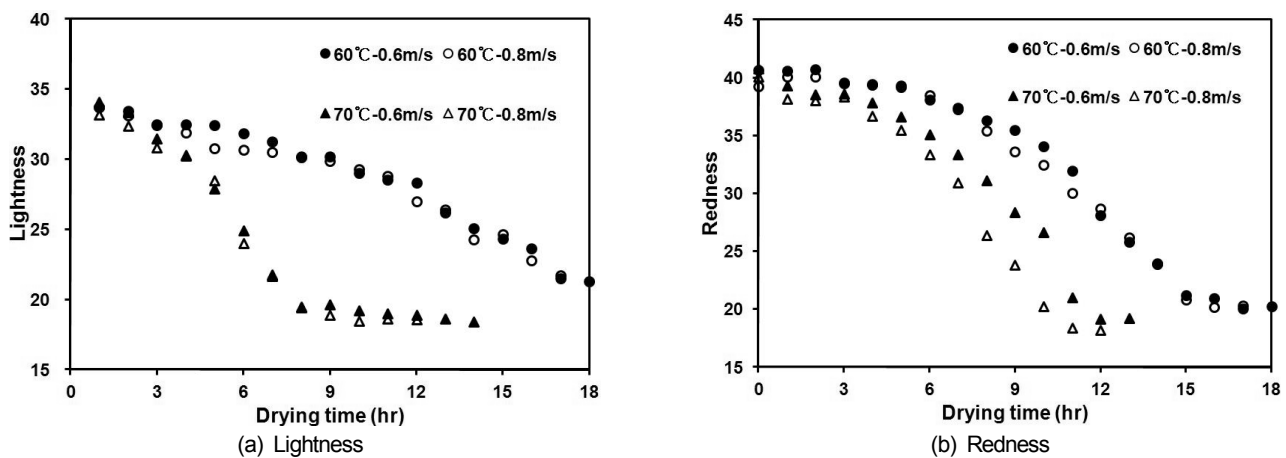 40
35
30
25
20
15
Lightness
●60℃-0.6m/s ○60℃-0.8m/s
▲70℃-0.6m/s △70℃-0.8m/s
0 3 6 9 12 15 18
Drying time (hr)
(a) Lightness
45
40
35
30
25
20
15
Redness
●60℃-0.6m/s ○60℃-0.8m/s
▲70℃-0.6m/s △70℃-0.8m/s
0 3 6 9 12 15 18
Drying time (hr)
(b) Redness